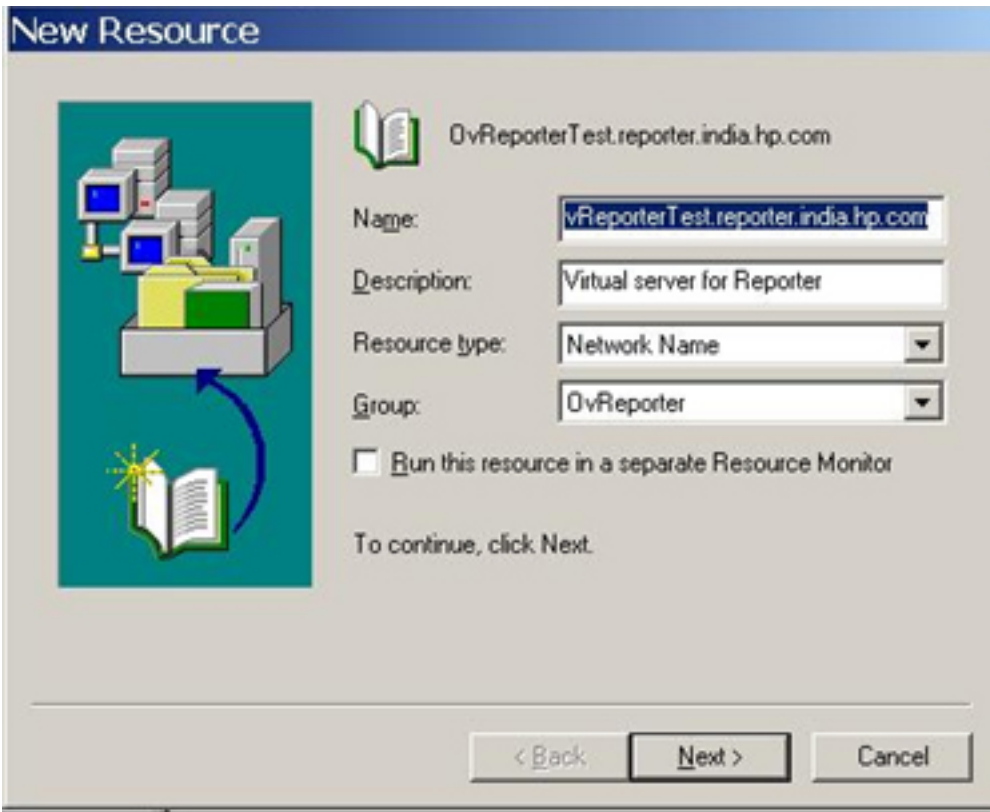 New Resource
OvReporterTest.reporter.india.hp.com
Name: vReporterTest.reporter.india.hp.com
Description: Virtual server for Reporter
Resource type: Network Name
Group: OvReporter
Run this resource in a separate Resource Monitor
To continue, click Next.
< Back Next > Cancel